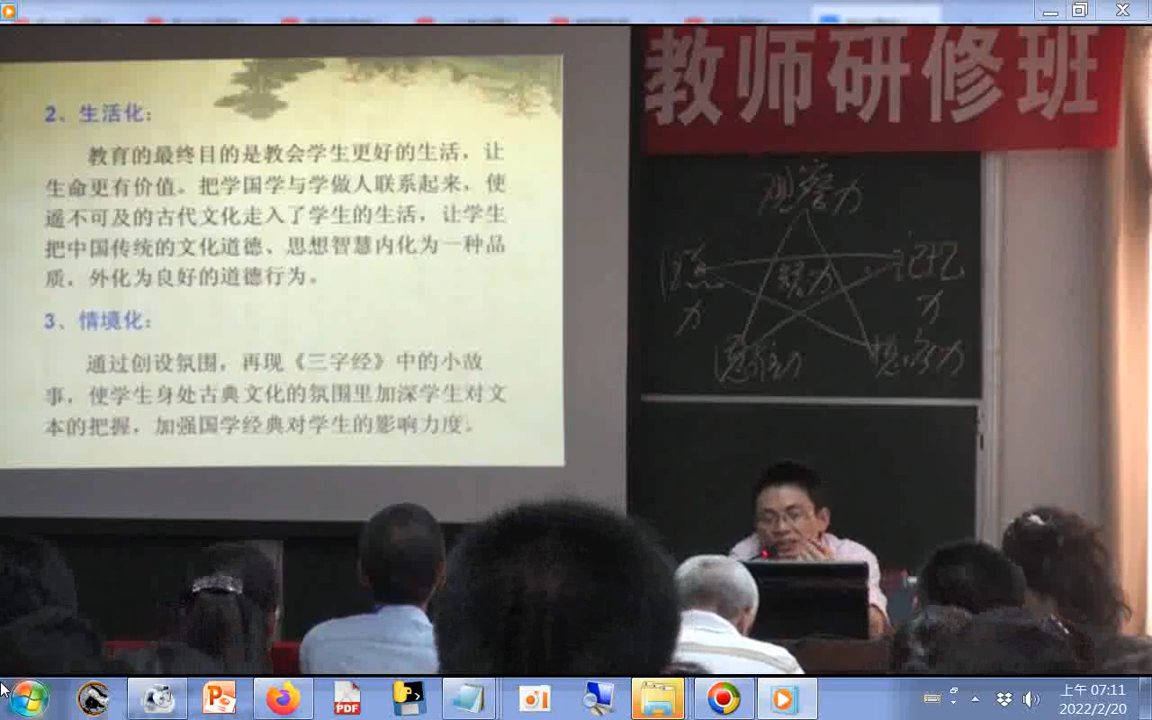 教师研修班
2、生活化：
教育的最终目的是教会学生更好的生活，让
生命更有价值。把学国学与学做人联系起来，使
遥不可及的古代文化走入了学生的生活，让学生
把中国传统的文化道德、思想智慧内化为一种品
质，外化为良好的道德行为。
3、情境化：
通过创设氛围，再现《三字经》中的小故
事，使学生身处古典文化的氛围里加深学生对文
本的把握，加强国学经典对学生的影响力度。
观察力
记忆
力
想象力
力
PDF
上午 07:11
2022/2/20